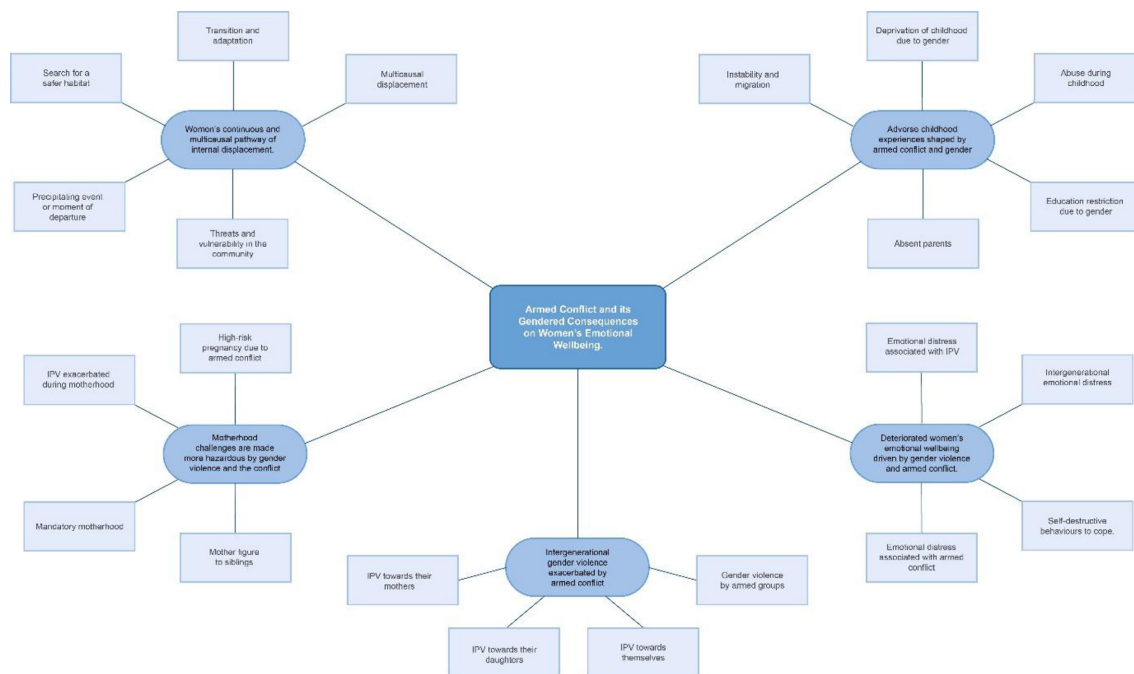 Transition and
adaptation
Search for a
safer habitat
Multicausal
displacement
Women's continuous and
multicausal pathway of
internal displacement.
Precipitating event
or moment of
departure
Threats and
vulnerability in the
community
Deprivation of childhood
due to gender
Instability and
migration
Abuse during
childhood
Adverse childhood
experiences shaped by
armed conflict and gender
Education restriction
due to gender
Absent parents
Armed Conflict and its
Gendered Consequences
on Women's Emotional
Wellbeing.
High-risk
pregnancy due to
armed conflict
IPV exacerbated
during motherhood
Motherhood
challenges are made
more hazardous by gender
violence and the conflict
Mandatory motherhood
Mother figure
to siblings
Emotional distress
associated with IPV
Intergenerational
emotional distress
Deteriorated women's
emotional wellbeing
driven by gender violence
and armed conflict.
Self-destructive
behaviours to cope.
Emotional distress
associated with armed
conflict
Intergenerational
gender violence
exacerbated by
armed conflict
IPV towards their
mothers
Gender violence
by armed groups
IPV towards their
daughters
IPV towards
themselves